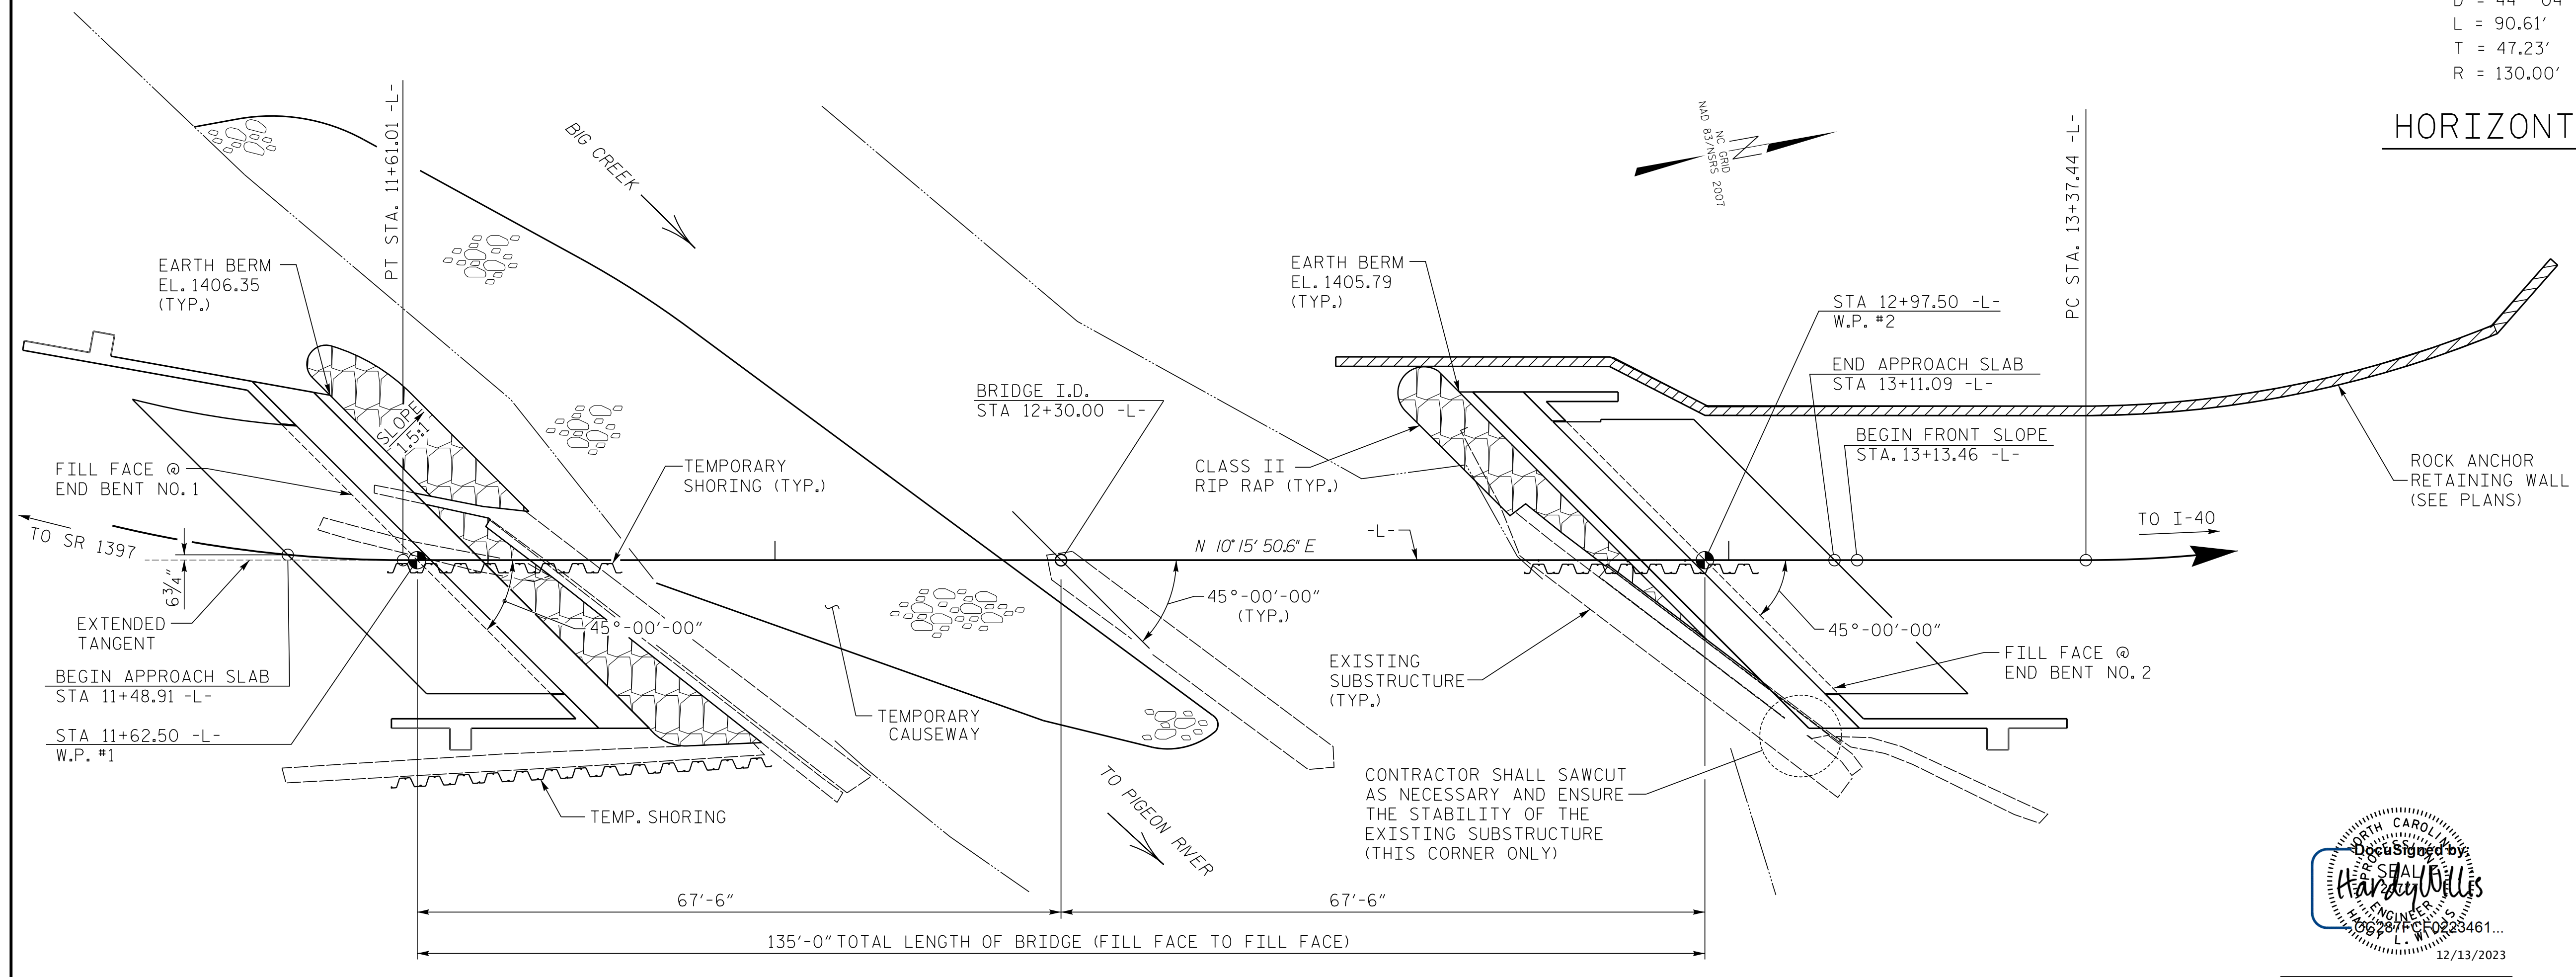 L = 90.61'
T = 47.23'
R = 130.00'
HORIZONT
PT STA. 11+61.01 -L-
BIG CREEK
NC GRID
NAD 83/NSRS 2007
PC STA. 13+37.44 -L-
EARTH BERM
EL. 1406.35
(TYP.)
EARTH BERM
EL. 1405.79
(TYP.)
STA 12+97.50 -L-
W.P. #2
END APPROACH SLAB
STA 13+11.09 -L-
BRIDGE I.D.
STA 12+30.00 -L-
SLOPE
1.5:1
BEGIN FRONT SLOPE
STA. 13+13.46 -L-
FILL FACE @
END BENT NO. 1
TEMPORARY
SHORING (TYP.)
CLASS II
RIP RAP (TYP.)
ROCK ANCHOR
RETAINING WALL
(SEE PLANS)
TO SR 1397
N 10° 15' 50.6" E
-L-
TO I-40
6 3/4"
45°-00'-00"
(TYP.)
EXTENDED
TANGENT
45°-00'-00"
45°-00'-00"
BEGIN APPROACH SLAB
STA 11+48.91 -L-
EXISTING
SUBSTRUCTURE
(TYP.)
FILL FACE @
END BENT NO. 2
STA 11+62.50 -L-
W.P. #1
TEMPORARY
CAUSEWAY
TO PIGEON RIVER
CONTRACTOR SHALL SAWCUT
AS NECESSARY AND ENSURE
THE STABILITY OF THE
EXISTING SUBSTRUCTURE
(THIS CORNER ONLY)
TEMP. SHORING
67'-6"
67'-6"
135'-0" TOTAL LENGTH OF BRIDGE (FILL FACE TO FILL FACE)
NORTH CAROLINA
PROFESSIONAL
DocuSigned by:
SEAL
Hardy Willis
ENGINEER
HARDY L. WILLIS
12/13/2023